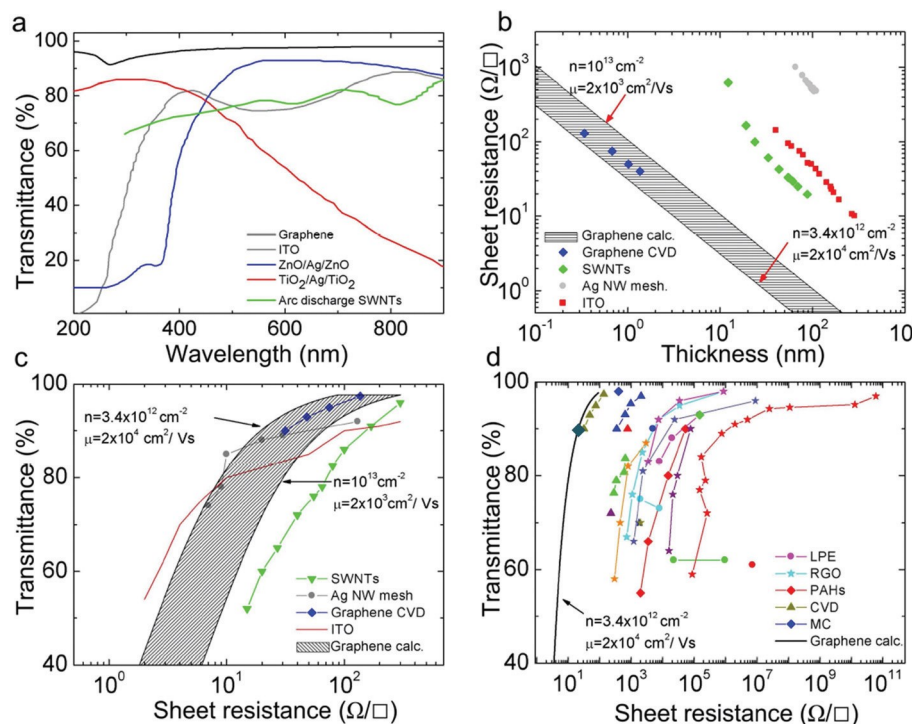 a
Transmittance (%)
100
80
60
40
20
200
400
600
800
Wavelength (nm)
Graphene
ITO
ZnO/Ag/ZnO
TiO₂/Ag/TiO₂
Arc discharge SWNTs
b
Sheet resistance (Ω/□)
10³
10²
10¹
10⁰
10⁻¹
10⁰
10¹
10²
10³
Thickness (nm)
n=10¹³ cm⁻²
μ=2x10³ cm²/Vs
n=3.4x10¹² cm⁻²
μ=2x10⁴ cm²/Vs
Graphene calc.
Graphene CVD
SWNTs
Ag NW mesh.
ITO
c
Transmittance (%)
100
80
60
40
10⁰
10¹
10²
Sheet resistance (Ω/□)
n=3.4x10¹² cm⁻²
μ=2x10⁴ cm²/ Vs
n=10¹³ cm⁻²
μ=2x10³ cm²/Vs
SWNTs
Ag NW mesh
Graphene CVD
ITO
Graphene calc.
d
Transmittance (%)
100
80
60
40
10¹
10³
10⁵
10⁷
10⁹
10¹¹
Sheet resistance (Ω/□)
n=3.4x10¹² cm⁻²
μ=2x10⁴ cm²/Vs
LPE
RGO
PAHs
CVD
MC
Graphene calc.